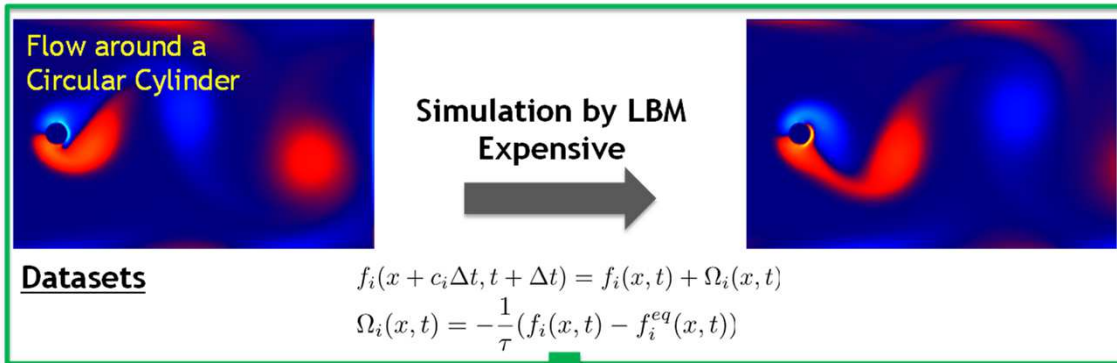 Flow around a
Circular Cylinder
Simulation by LBM
Expensive
Datasets
f_i(x + c_iΔt, t + Δt) = f_i(x, t) + Ω_i(x, t)
Ω_i(x, t) = -\frac{1}{τ}(f_i(x, t) − f_i^{eq}(x, t))